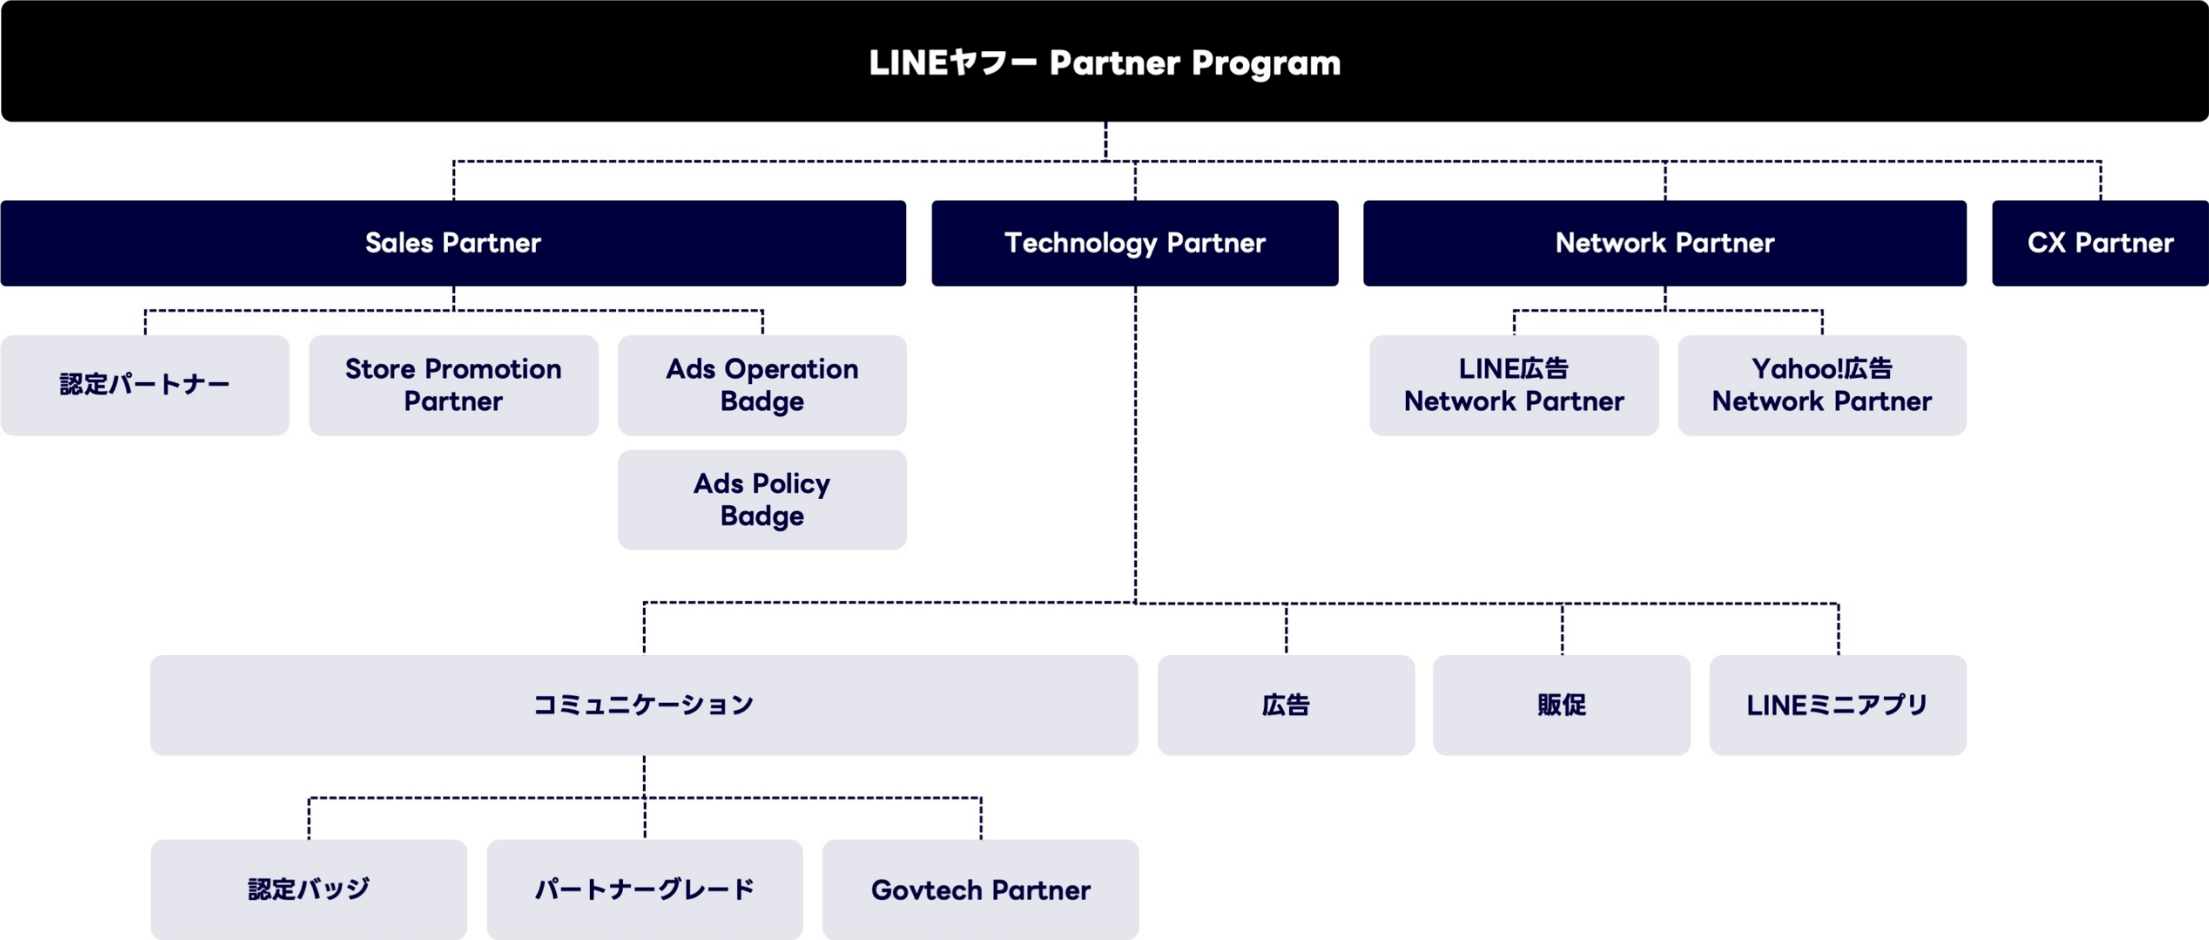 LINEヤフー Partner Program
Sales Partner
Technology Partner
Network Partner
CX Partner
認定パートナー
Store Promotion
Partner
Ads Operation
Badge
LINE広告
Network Partner
Yahoo!広告
Network Partner
Ads Policy
Badge
コミュニケーション
広告
販促
LINEミニアプリ
認定バッジ
パートナーグレード
Govtech Partner